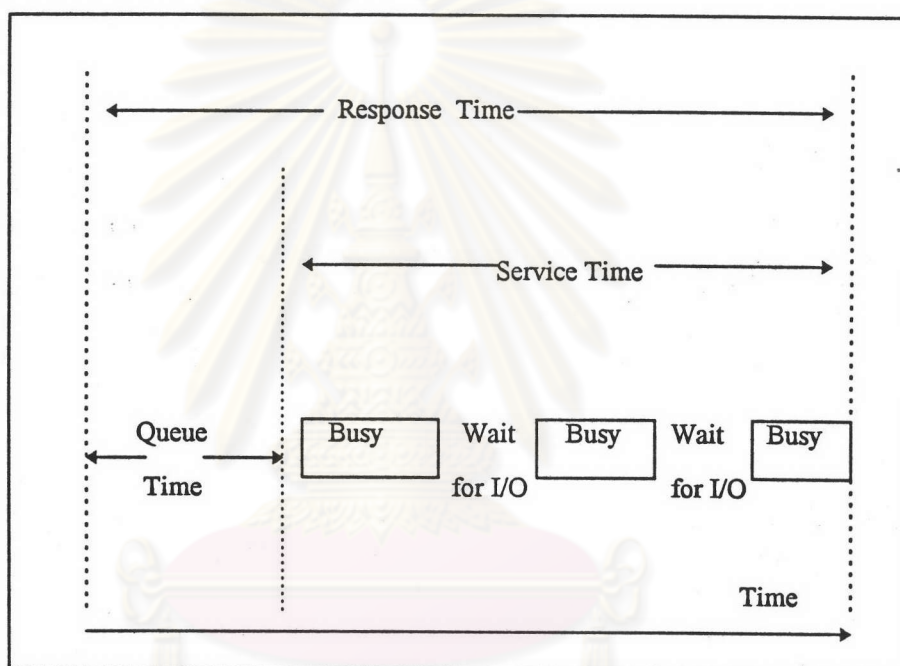 Response Time
Service Time
Queue
Time
Busy
Wait
for I/O
Busy
Wait
for I/O
Busy
Time